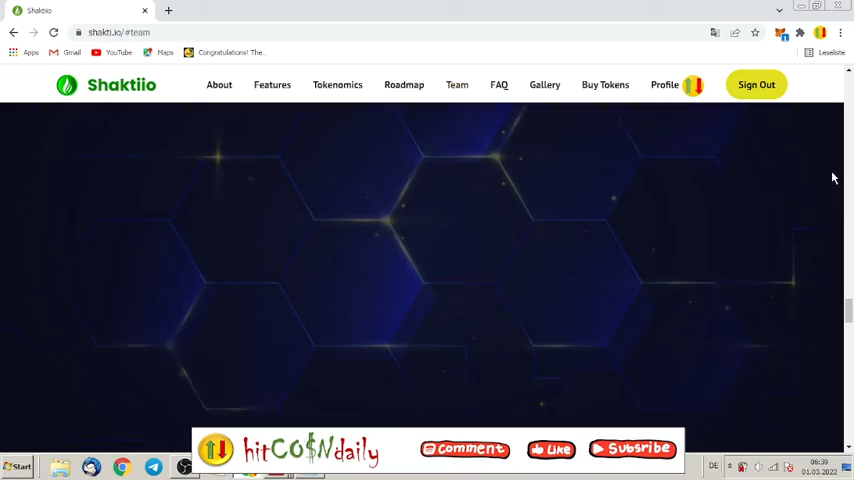 Shaktiio
shakti.io/#team
Apps Gmail YouTube Maps Congratulations! The... Leseliste
Shaktiio About Features Tokenomics Roadmap Team FAQ Gallery Buy Tokens Profile Sign Out
hitCO$Ndaily Comment Like Subsribe
Start DE 06:39
01.03.2022